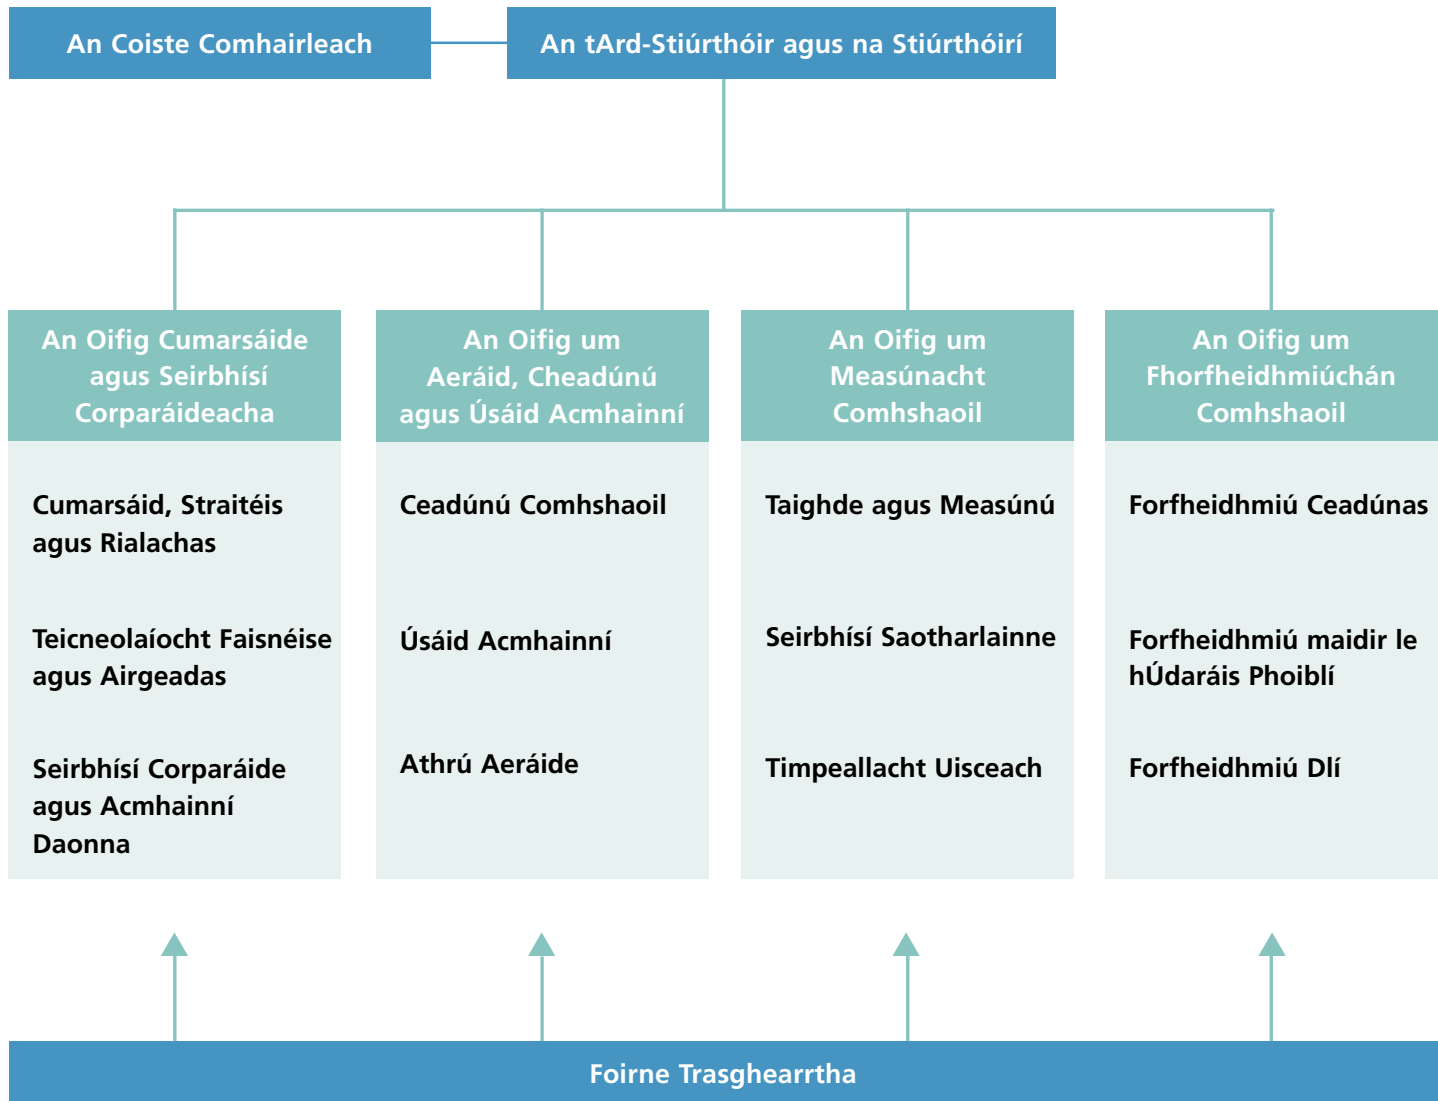 An Coiste Comhairleach
An tArd-Stiúrthóir agus na Stiúrthóirí
An Oifig Cumarsáide
agus Seirbhísí
Corparáideacha
Cumarsáid, Straitéis
agus Rialachas
Teicneolaíocht Faisnéise
agus Airgeadas
Seirbhísí Corparáide
agus Acmhainní
Daonna
An Oifig um
Aeráid, Cheadúnú
agus Úsáid Acmhainní
Ceadúnú Comhshaoil
Úsáid Acmhainní
Athrú Aeráide
An Oifig um
Measúnacht
Comhshaoil
Taighde agus Measúnú
Seirbhísí Saotharlainne
Timpeallacht Uisceach
An Oifig um
Fhorfheidhmiúchán
Comhshaoil
Forfheidhmiú Ceadúnas
Forfheidhmiú maidir le
hÚdaráis Phoiblí
Forfheidhmiú Dlí
Foirne Trasghearrtha